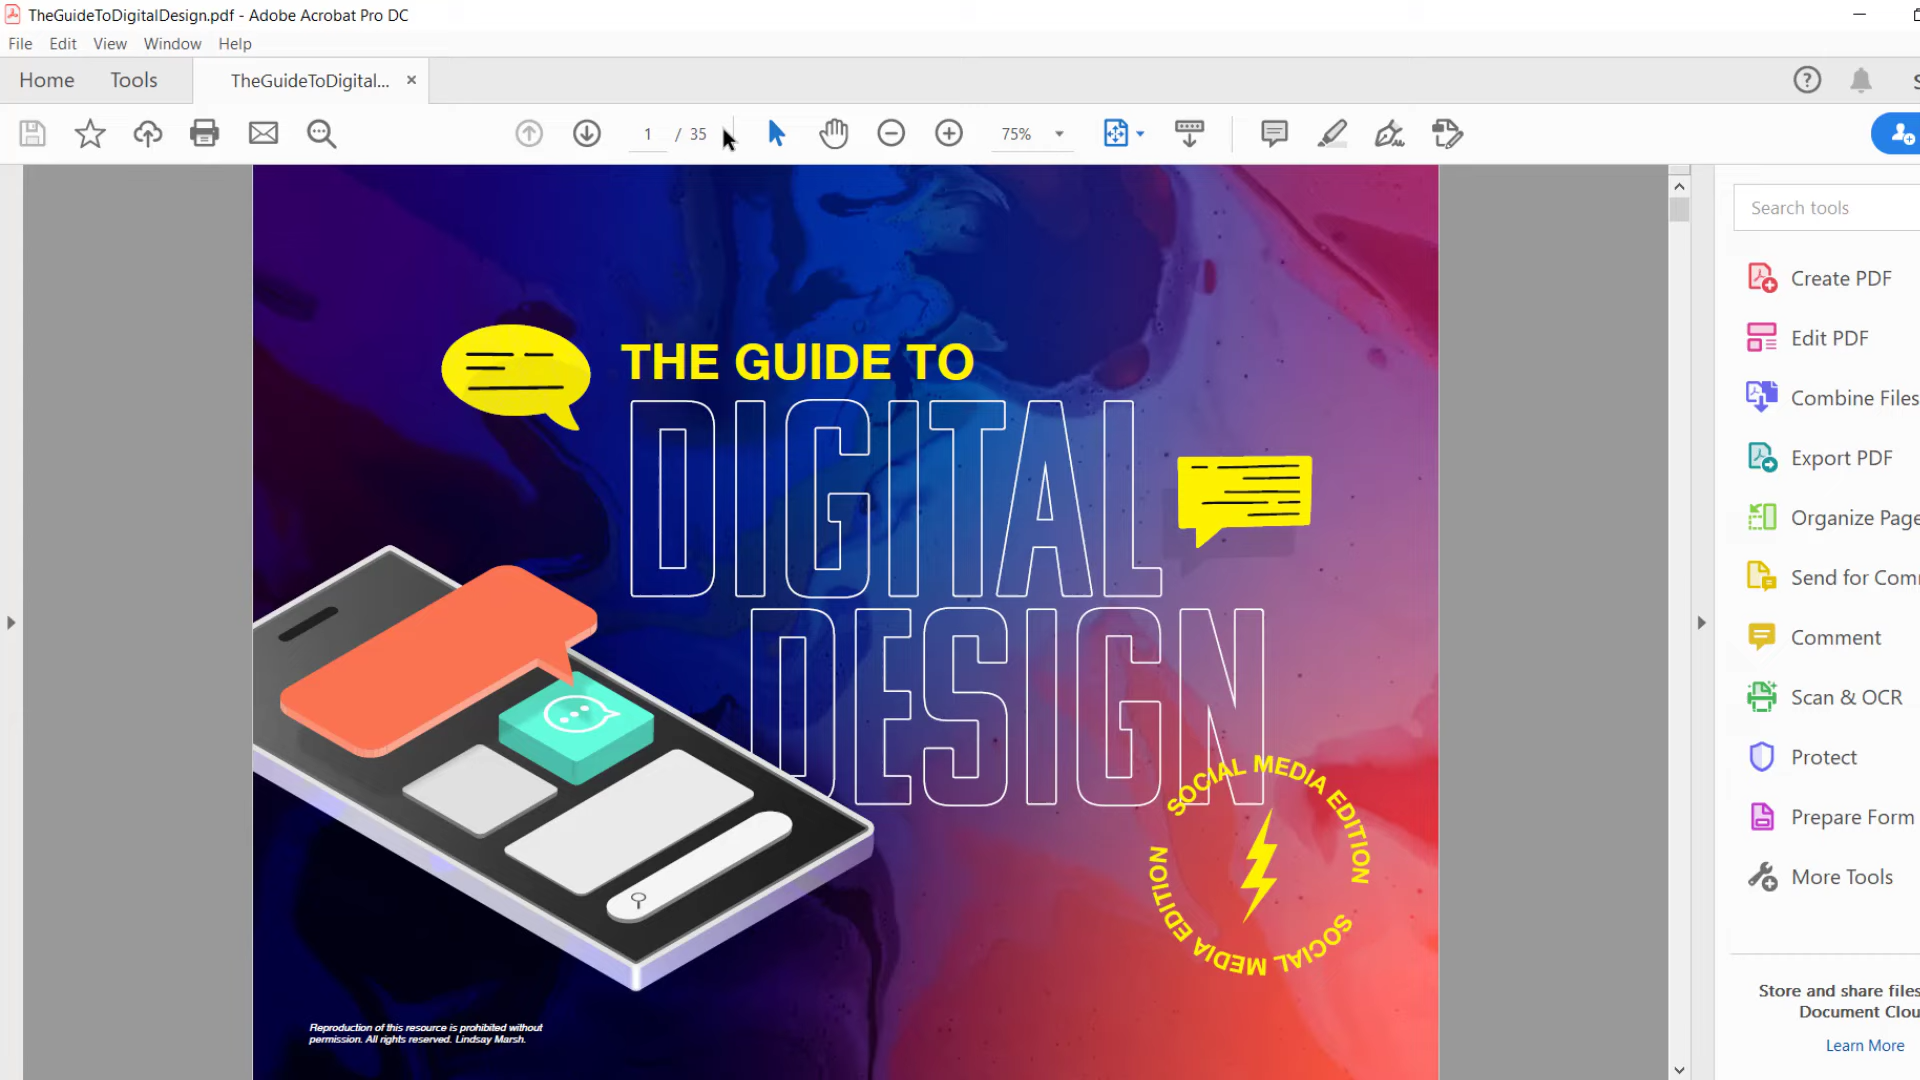 TheGuideToDigitalDesign.pdf - Adobe Acrobat Pro DC
File Edit View Window Help
Home Tools TheGuideToDigital... ×
1 / 35 75%
Search tools
Create PDF
Edit PDF
Combine Files
Export PDF
Organize Page
Send for Com
Comment
Scan & OCR
Protect
Prepare Form
More Tools
Store and share files
Document Clou
Learn More
THE GUIDE TO
DIGITAL
DESIGN
SOCIAL MEDIA EDITION
SOCIAL MEDIA EDITION
Reproduction of this resource is prohibited without
permission. All rights reserved. Lindsay Marsh.